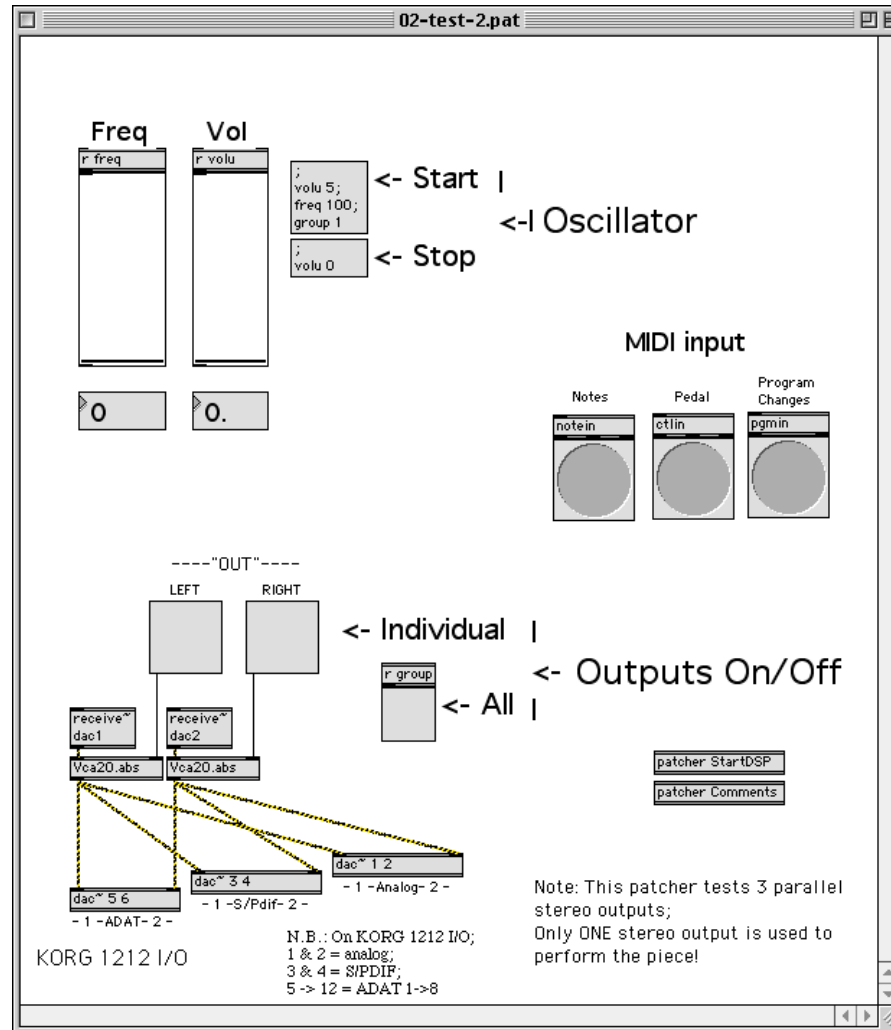 02-test-2.pat
Freq
Vol
r freq
r volu
;
volu 5;
freq 100;
group 1
<- Start |
<-| Oscillator
;
volu 0
<- Stop
0
0.
MIDI input
Notes
Pedal
Program
Changes
notein
ctlin
pgmin
----"OUT"----
LEFT
RIGHT
<- Individual |
<- Outputs On/Off
r group
<- All |
receive~
dac1
receive~
dac2
Vca20.abs
Vca20.abs
patcher StartDSP
patcher Comments
dac~ 1 2
- 1 -Analog- 2 -
dac~ 3 4
- 1 -S/Pdif- 2 -
dac~ 5 6
- 1 -ADAT- 2 -
KORG 1212 I/O
N.B.: On KORG 1212 I/O;
1 & 2 = analog;
3 & 4 = S/PDIF;
5 -> 12 = ADAT 1->8
Note: This patcher tests 3 parallel
stereo outputs;
Only ONE stereo output is used to
perform the piece!